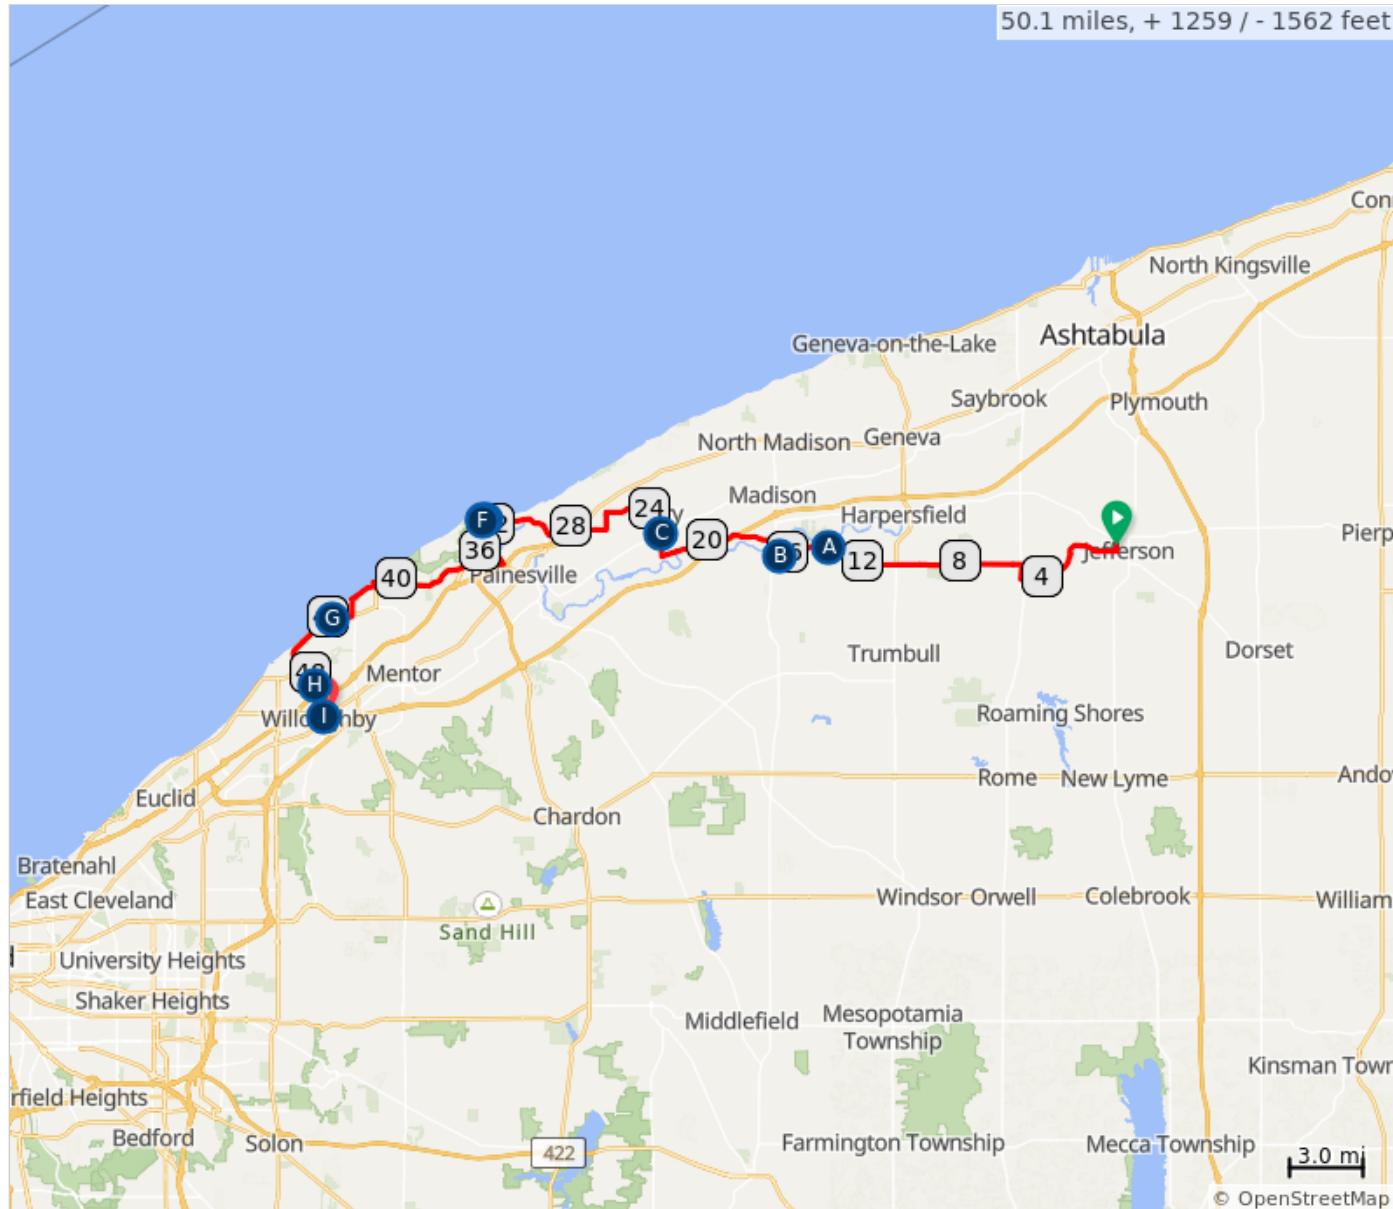 50.1 miles, + 1259 / - 1562 feet
North Kingsville
Ashtabula
Geneva-on-the-Lake
Saybrook
Plymouth
North Madison
Geneva
Madison
Harpersfield
F
24
C
28
20
36
B
A
12
8
4
Jefferson
40
Painesville
G
Trumbull
Dorset
Mentor
H
I
Roaming Shores
Rome
New Lyme
Euclid
Chardon
Bratenahl
East Cleveland
Windsor
Orwell
Colebrook
Sand Hill
University Heights
Shaker Heights
Middlefield
Mesopotamia
Township
Bedford
Solon
422
Farmington Township
Mecca Township
3.0 mi
© OpenStreetMap